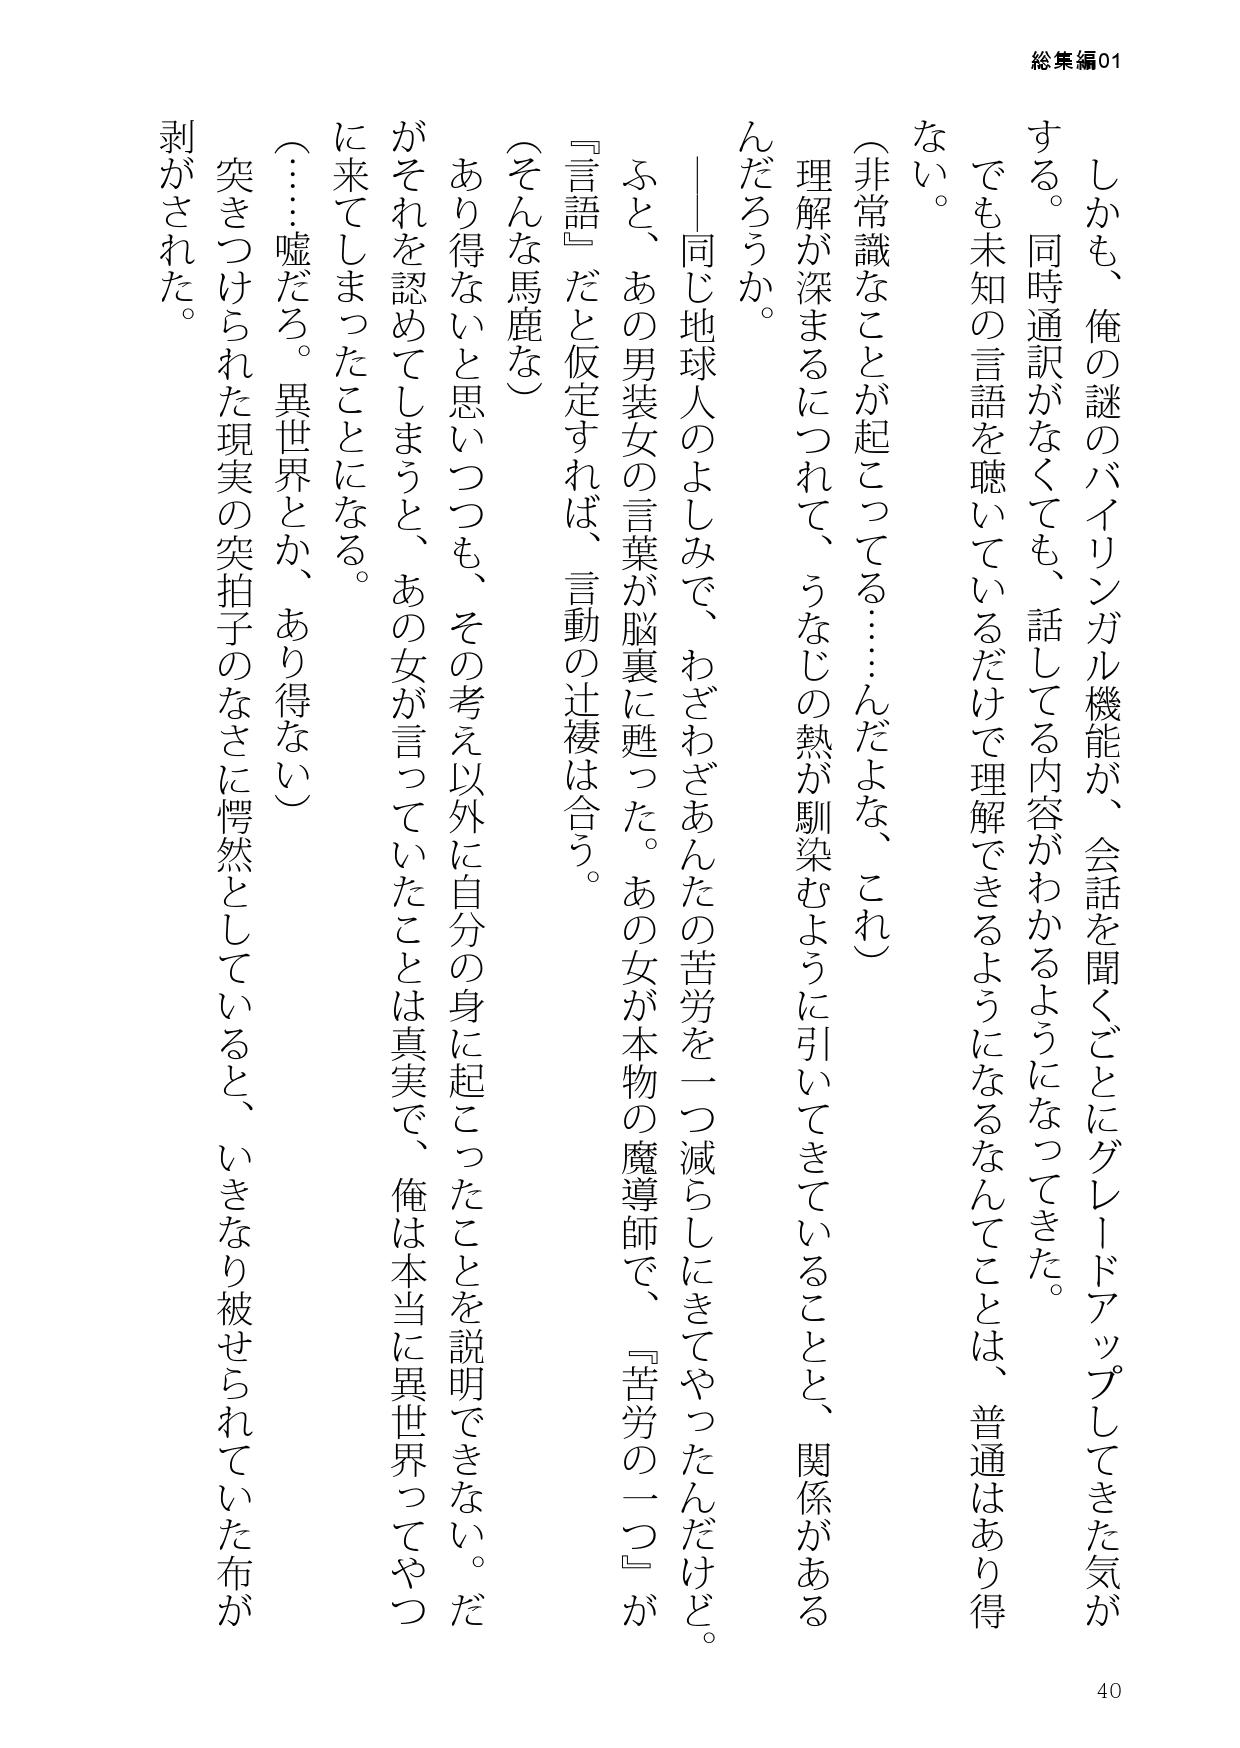 総集編01
　しかも、俺の謎のバイリンガル機能が、会話を聞くごとにグレードアップしてきた気が
する。同時通訳がなくても、話してる内容がわかるようになってきた。
　でも未知の言語を聴いているだけで理解できるようになるなんてことは、普通はあり得
ない。
（非常識なことが起こってる……んだよな、これ）
　理解が深まるにつれて、うなじの熱が馴染むように引いてきていることと、関係がある
んだろうか。
　――同じ地球人のよしみで、わざわざあんたの苦労を一つ減らしにきてやったんだけど。
　ふと、あの男装女の言葉が脳裏に甦った。あの女が本物の魔導師で、『苦労の一つ』が
『言語』だと仮定すれば、言動の辻褄は合う。
（そんな馬鹿な）
　あり得ないと思いつつも、その考え以外に自分の身に起こったことを説明できない。だ
がそれを認めてしまうと、あの女が言っていたことは真実で、俺は本当に異世界ってやつ
に来てしまったことになる。
（……嘘だろ。異世界とか、あり得ない）
　突きつけられた現実の突拍子のなさに愕然としていると、いきなり被せられていた布が
剥がされた。
40